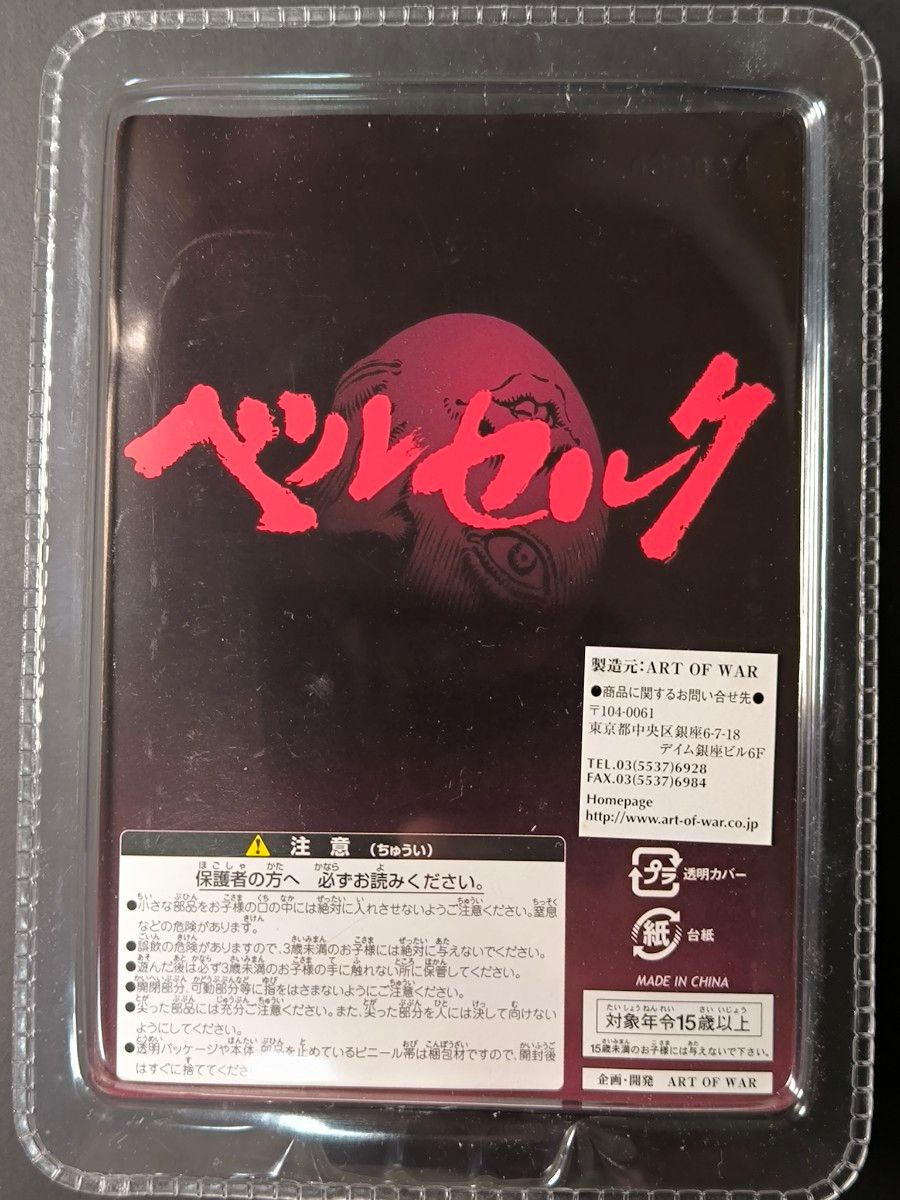 ベルセルク
製造元:ART OF WAR
●商品に関するお問い合せ先●
〒104-0061
東京都中央区銀座6-7-18
デイム銀座ビル6F
TEL.03(5537)6928
FAX.03(5537)6984
Homepage
http://www.art-of-war.co.jp
注意(ちゅうい)
保護者の方へ 必ずお読みください。
●小さな部品をお子様の口の中には絶対に入れさせないようご注意ください。窒息
などの危険があります。
●誤飲の危険がありますので、3歳未満のお子様には絶対に与えないでください。
●遊んだ後は必ず3歳未満のお子様の手に触れない所に保管してください。
●開閉部分、可動部分等に指をはさまないようにご注意ください。
●尖った部品には充分ご注意ください。また、尖った部分を人には決して向けない
ようにしてください。
●透明パッケージや本体 部品を止めているビニール帯は梱包材ですので、開封後
はすぐに捨ててくださ
プラ 透明カバー
紙 台紙
MADE IN CHINA
対象年令15歳以上
15歳未満のお子様には与えないで下さい。
企画・開発 ART OF WAR